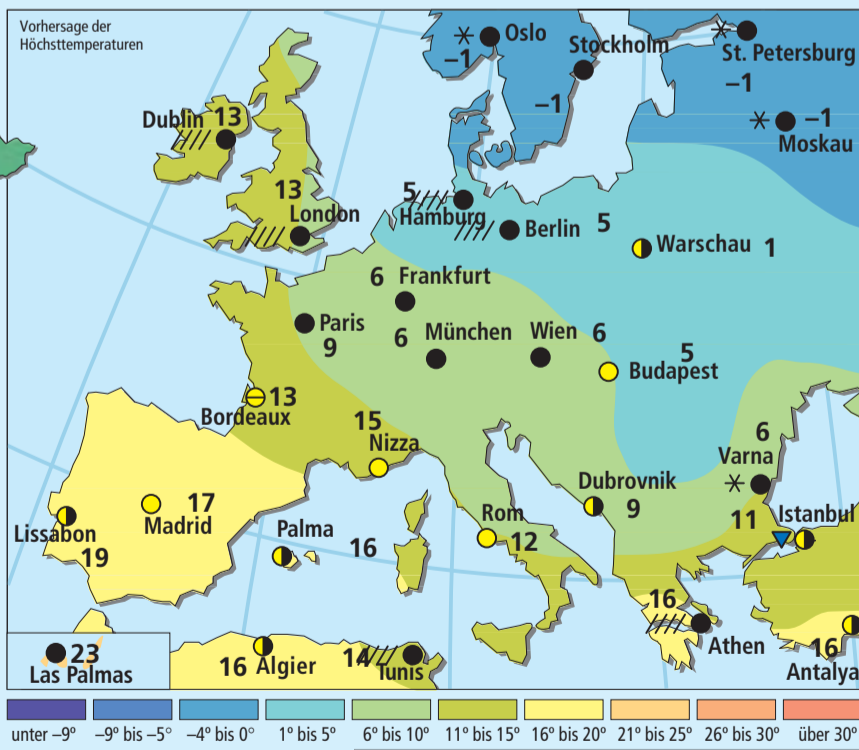 Vorhersage der
Höchsttemperaturen
Oslo
–1
Stockholm
–1
St. Petersburg
–1
–1
Moskau
Dublin 13
13
London
5
Hamburg
Berlin 5
Warschau 1
6 Frankfurt
Paris
9
6 München
Wien 6
5
Budapest
13
Bordeaux
15
Nizza
6
Varna
Dubrovnik
9
11 Istanbul
17
Madrid
Lissabon
19
Palma
16
Rom
12
16
Athen
16
Antalya
23
Las Palmas
16 Algier
14
Tunis
unter –9° –9° bis –5° –4° bis 0° 1° bis 5° 6° bis 10° 11° bis 15° 16° bis 20° 21° bis 25° 26° bis 30° über 30°